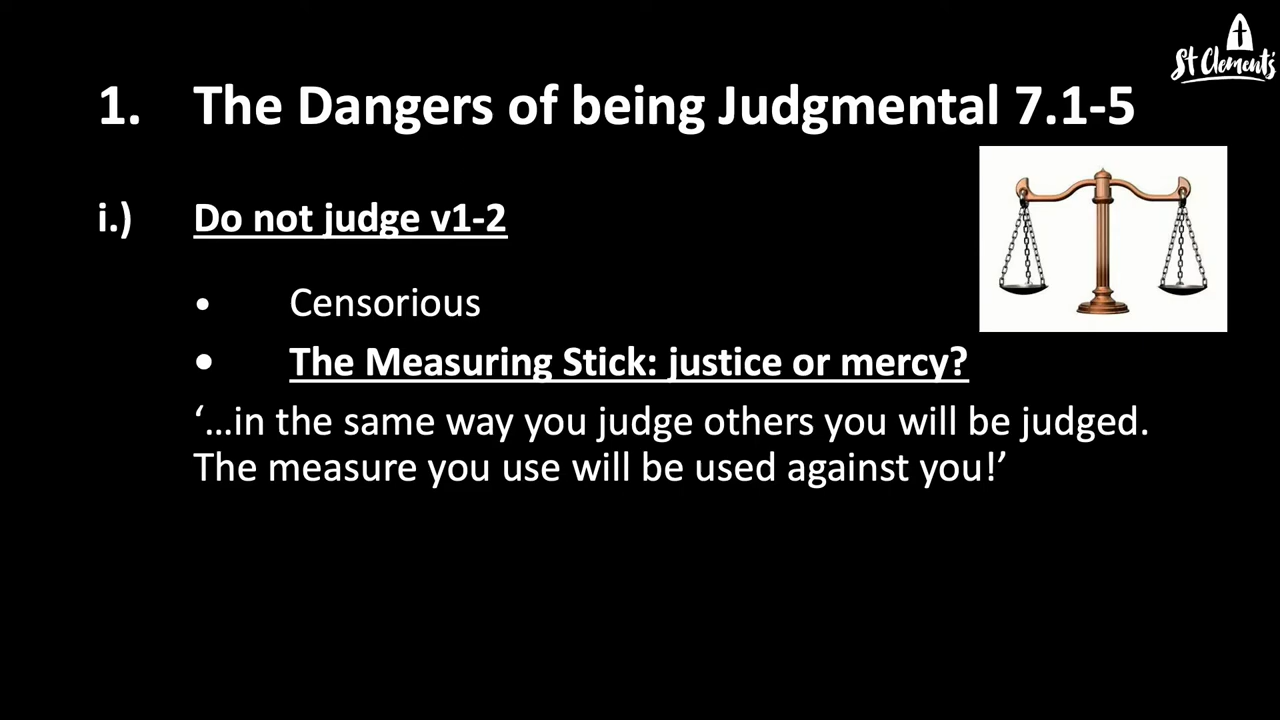 St Clement's
1. The Dangers of being Judgmental 7.1-5
i.) Do not judge v1-2
• Censorious
• The Measuring Stick: justice or mercy?
‘…in the same way you judge others you will be judged.
The measure you use will be used against you!’